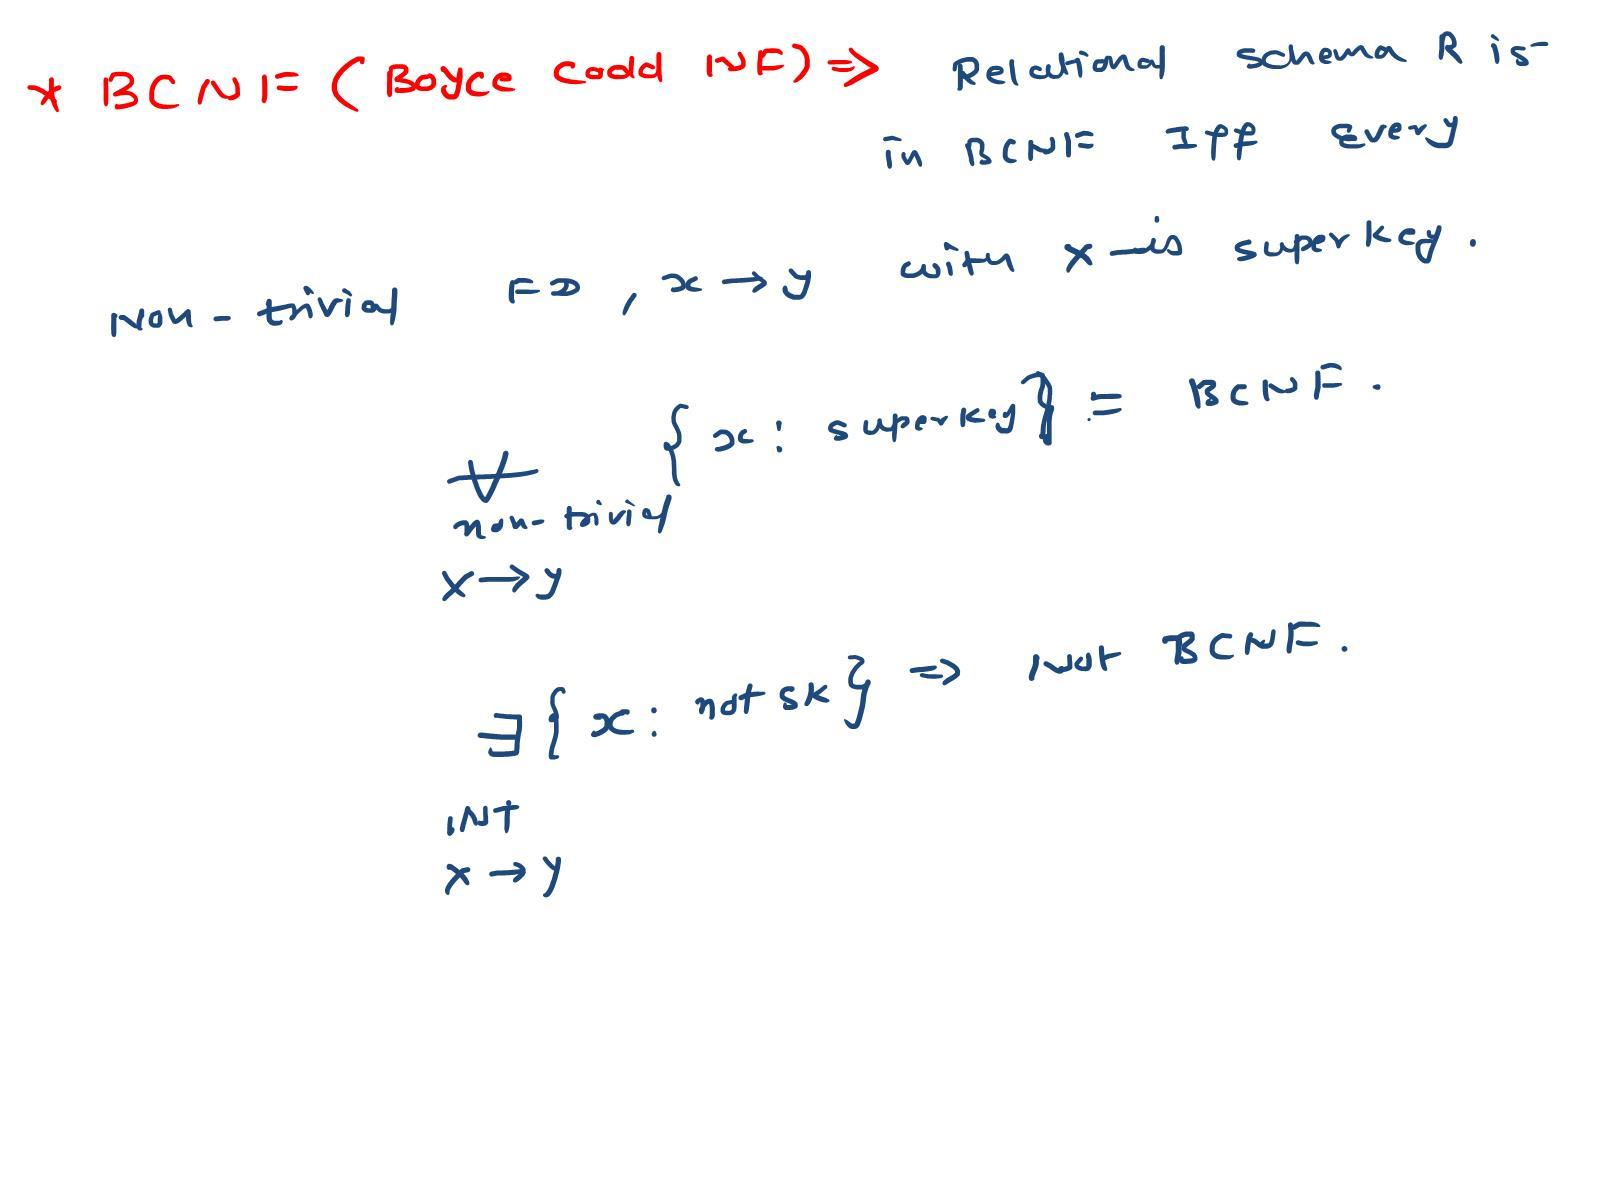 * BCNF (Boyce Codd NF) ⇒ Relational schema R is
in BCNF Iff every
Non-trivial FD, x → y with x is superkey.
∀ {x: superkey} = BCNF.
non-trivial
x → y
∃ {x: not sk} ⇒ Not BCNF.
NT
x → y